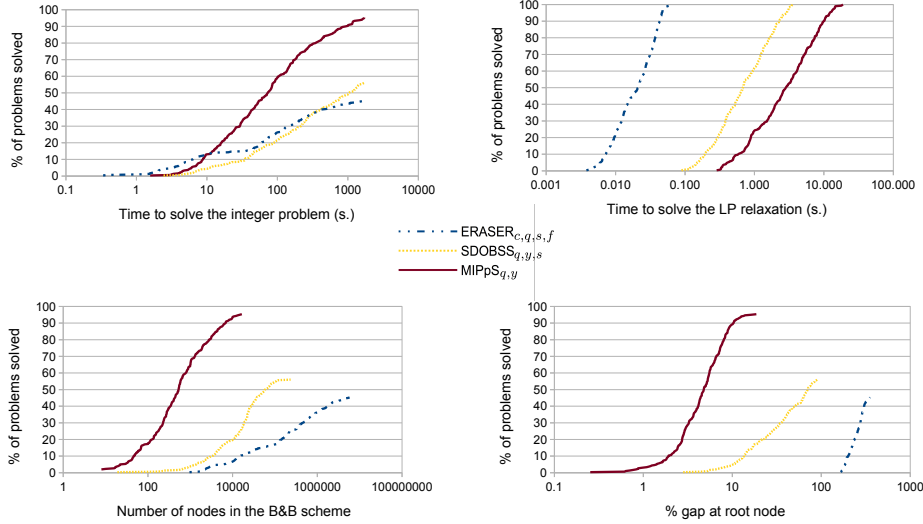 % of problems solved
100
90
80
70
60
50
40
30
20
10
0
0.1 1 10 100 1000 10000
Time to solve the integer problem (s.)
% of problems solved
100
90
80
70
60
50
40
30
20
10
0
0.001 0.010 0.100 1.000 10.000 100.000
Time to solve the LP relaxation (s.)
ERASERc,q,s,f
SDOBSSq,y,s
MIPpSq,y
% of problems solved
100
90
80
70
60
50
40
30
20
10
0
1 100 10000 1000000 100000000
Number of nodes in the B&B scheme
% of problems solved
100
90
80
70
60
50
40
30
20
10
0
0.1 1 10 100 1000
% gap at root node